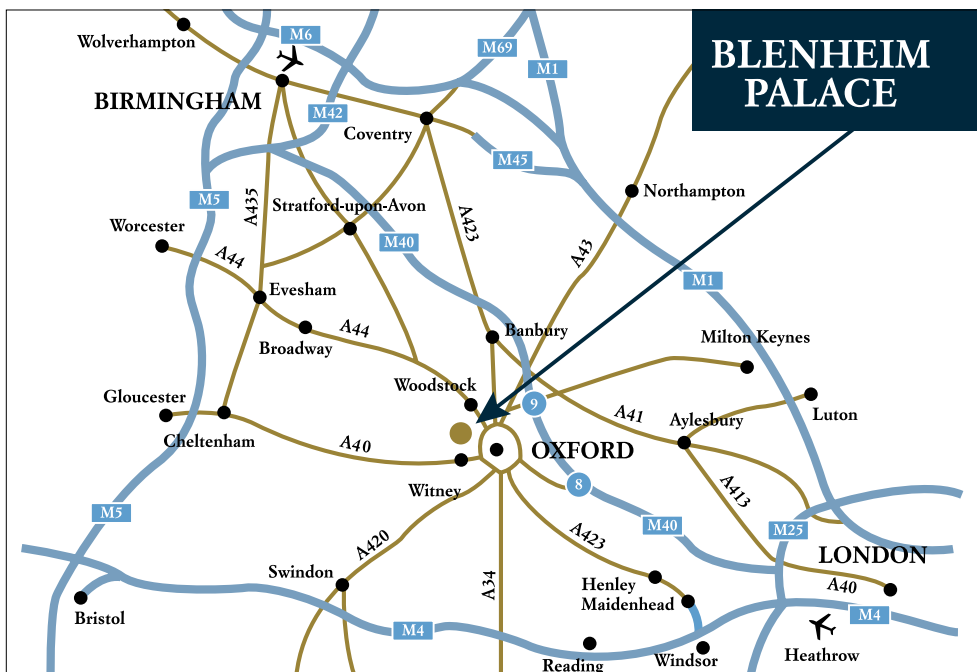 BLENHEIM
PALACE
Wolverhampton
M6
M69
M1
BIRMINGHAM
M42
Coventry
M45
M5
A435
Stratford-upon-Avon
Northampton
Worcester
A44
A423
M40
A43
M1
Evesham
A44
Broadway
Banbury
Milton Keynes
Woodstock
Gloucester
9
A41
Aylesbury
Luton
Cheltenham
A40
OXFORD
Witney
8
A413
M5
A420
A423
M40
M25
LONDON
Swindon
A34
Henley
Maidenhead
A40
Bristol
M4
M4
Reading
Windsor
Heathrow